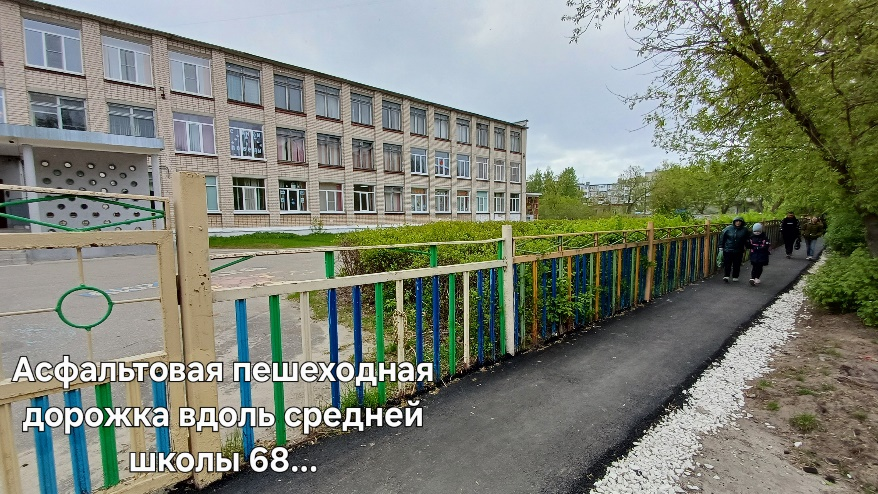 Асфальтовая пешеходная
дорожка вдоль средней
школы 68...